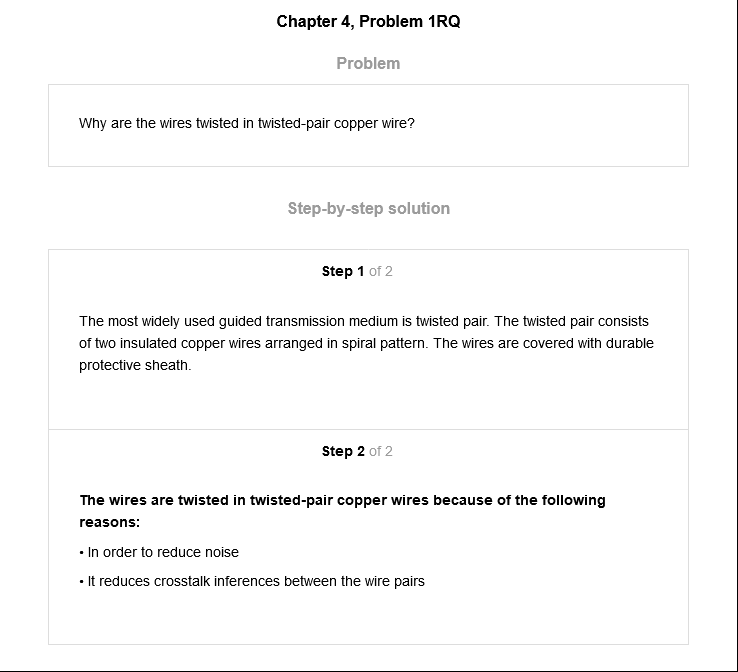 Chapter 4, Problem 1RQ
Problem
Why are the wires twisted in twisted-pair copper wire?
Step-by-step solution
Step 1 of 2
The most widely used guided transmission medium is twisted pair. The twisted pair consists
of two insulated copper wires arranged in spiral pattern. The wires are covered with durable
protective sheath.
Step 2 of 2
The wires are twisted in twisted-pair copper wires because of the following
reasons:
• In order to reduce noise
• It reduces crosstalk inferences between the wire pairs